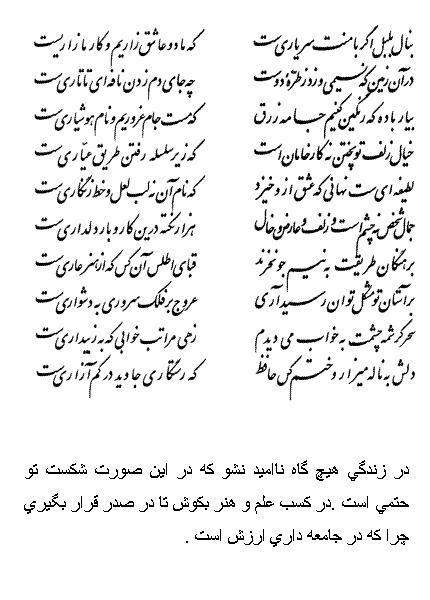 بنال بلبل اگر با منت سر یاری ست که ما دو عاشق زاریم و کار ما زاریست
در آن زمین که نسیمی وزد ز طره دوست چه جای دم زدن نافه‌ای تاتاری ست
بیار باده که رنگین کنیم جامه زرق که مست جام غروریم و نام هوشیاری ست
خیال زلف تو پختن نه کار خامان است که زیر سلسله رفتن طریق عیاری ست
لطیفه‌ای ست نهانی که عشق از و خیزد که نام آن نه لب لعل و خط زنگاری ست
جمال شخص نه چشم است و زلف و عارض و خال هزار نکته درین کار و بار دلداری ست
برهنگان طریقت به نیم جو نخرند قبای اطلس آن کس که از هنر عاری ست
بر آستان تو مشکل توان رسید آری عروج بر فلک سروری به دشواری ست
سحر کرشمه چشمت به خواب می دیدم زهی مراتب خوابی که به ز بیداری ست
دلش به ناله میازار و ختم کن حافظ که رستگاری جاوید در کم آزاری ست
در زندگي هيچ گاه نااميد نشو که در اين صورت شکست تو
حتمي است .در کسب علم و هنر بکوش تا در صدر قرار بگيري
چرا که در جامعه داري ارزش است .